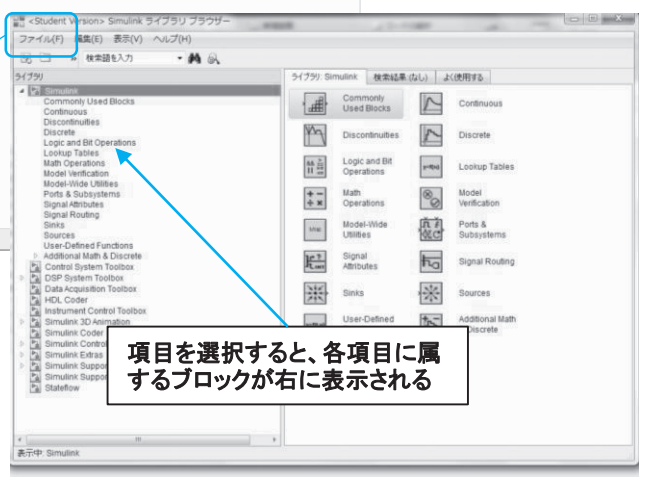 <Student Version> Simulink ライブラリ ブラウザー
ファイル(F) 編集(E) 表示(V) ヘルプ(H)
検索語を入力
ライブラリ
Simulink
Commonly Used Blocks
Continuous
Discontinuities
Discrete
Logic and Bit Operations
Lookup Tables
Math Operations
Model Verification
Model-Wide Utilities
Ports & Subsystems
Signal Attributes
Signal Routing
Sinks
Sources
User-Defined Functions
Additional Math & Discrete
Control System Toolbox
DSP System Toolbox
Data Acquisition Toolbox
HDL Coder
Instrument Control Toolbox
Simulink 3D Animation
Simulink Coder
Simulink Contro
Simulink Extras
Simulink Suppor
Simulink Suppor
Stateflow
ライブラリ: Simulink 検索結果 (なし) よく使用する
Commonly
Used Blocks
Continuous
Discontinuities
Discrete
Logic and Bit
Operations
Lookup Tables
Math
Operations
Model
Verification
Model-Wide
Utilities
Ports &
Subsystems
Signal
Attributes
Signal Routing
Sinks
Sources
User-Defined
Additional Math
Discrete
項目を選択すると、各項目に属
するブロックが右に表示される
表示中: Simulink